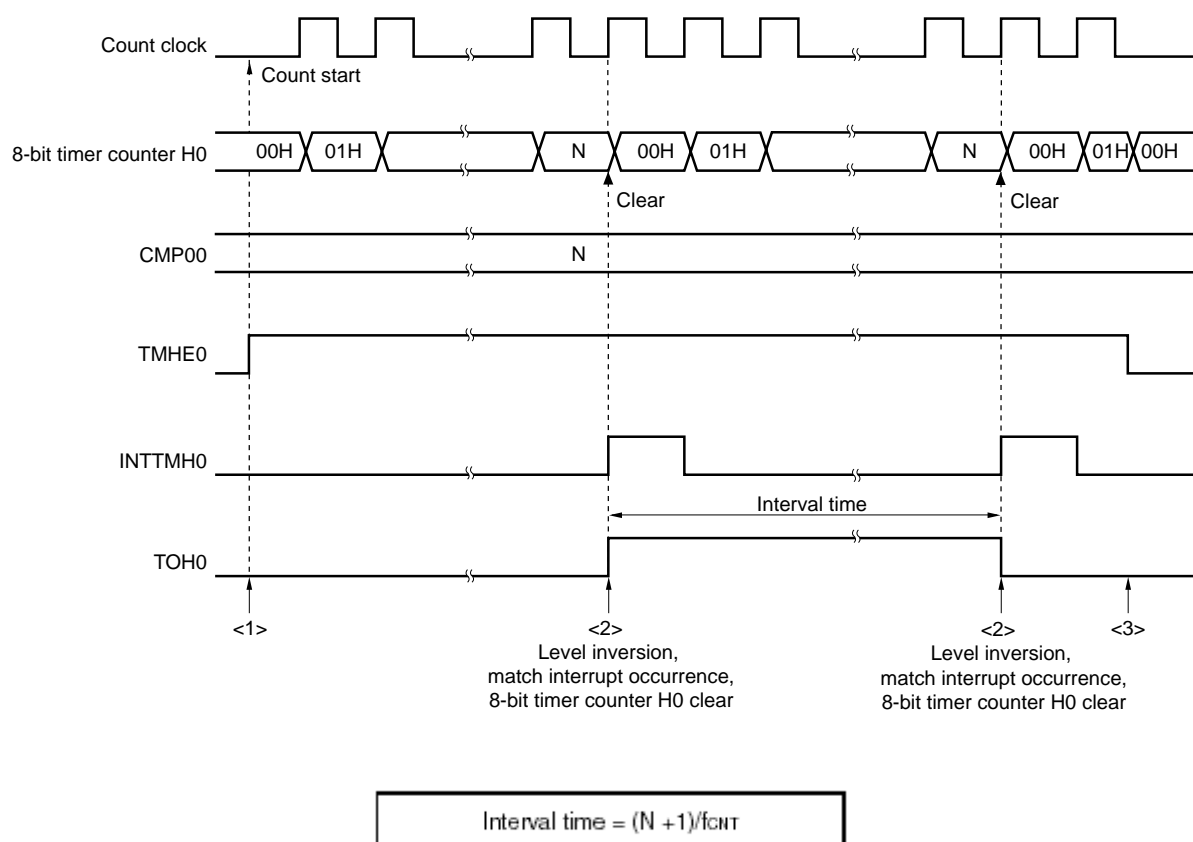 Count clock
Count start
8-bit timer counter H0
00H 01H N 00H 01H N 00H 01H 00H
Clear Clear
CMP00 N
TMHE0
INTTMH0
Interval time
TOH0
<1> <2> <2> <3>
Level inversion,
match interrupt occurrence,
8-bit timer counter H0 clear
Level inversion,
match interrupt occurrence,
8-bit timer counter H0 clear
Interval time = (N +1)/fCNT